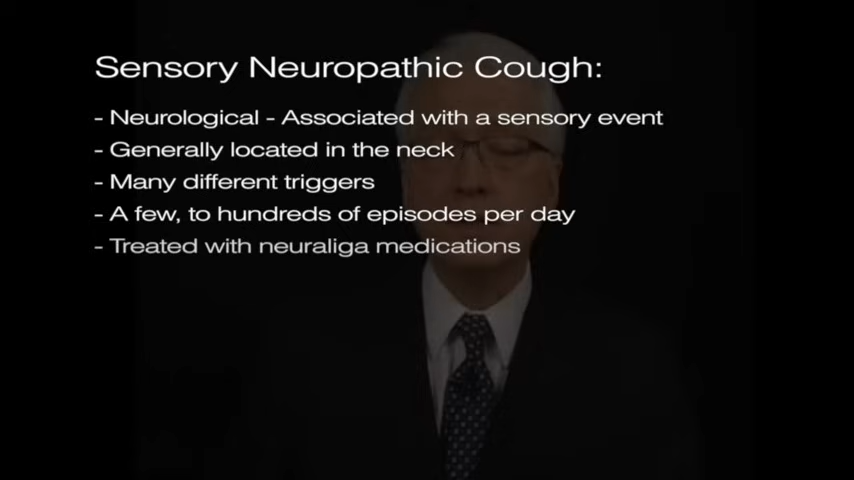 Sensory Neuropathic Cough:
- Neurological - Associated with a sensory event
- Generally located in the neck
- Many different triggers
- A few, to hundreds of episodes per day
- Treated with neuraliga medications